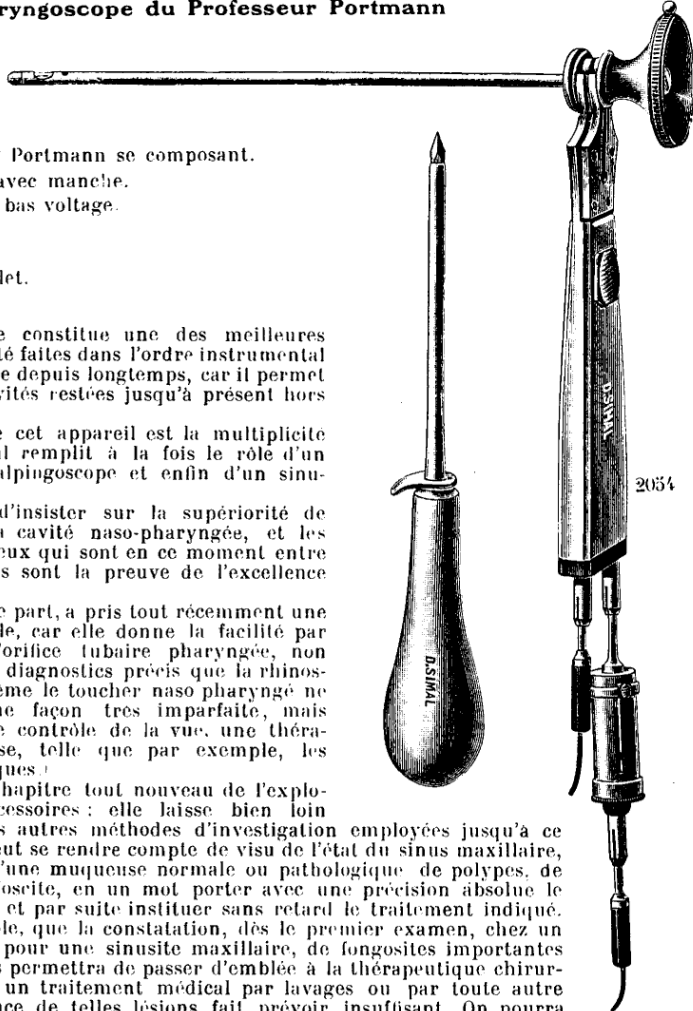 ryngoscope du Professeur Portmann
Portmann se composant.
avec manche.
bas voltage.
let.
e constitue une des meilleures
té faites dans l'ordre instrumental
e depuis longtemps, car il permet
vités restées jusqu'à présent hors
e cet appareil est la multiplicité
il remplit à la fois le rôle d'un
alpingoscope et enfin d'un sinu-
d'insister sur la supériorité de
a cavité naso-pharyngée, et les
eux qui sont en ce moment entre
s sont la preuve de l'excellence
e part, a pris tout récemment une
le, car elle donne la facilité par
l'orifice tubaire pharyngée, non
diagnostics précis que la rhinos-
ême le toucher naso pharyngé ne
ne façon très imparfaite, mais
e contrôle de la vue, une théra-
se, telle que par exemple, les
ques.
hapitre tout nouveau de l'explo-
cessoires : elle laisse bien loin
s autres méthodes d'investigation employées jusqu'à ce
eut se rendre compte de visu de l'état du sinus maxillaire,
d'une muqueuse normale ou pathologique de polypes, de
oscite, en un mot porter avec une précision absolue le
et par suite instituer sans retard le traitement indiqué.
ple, que la constatation, dès le premier examen, chez un
pour une sinusite maxillaire, de fongosites importantes
s permettra de passer d'emblée à la thérapeutique chirur-
un traitement médical par lavages ou par toute autre
nce de telles lésions fait prévoir insuffisant. On pourra
D.SIMAL
D.SIMAL
2054